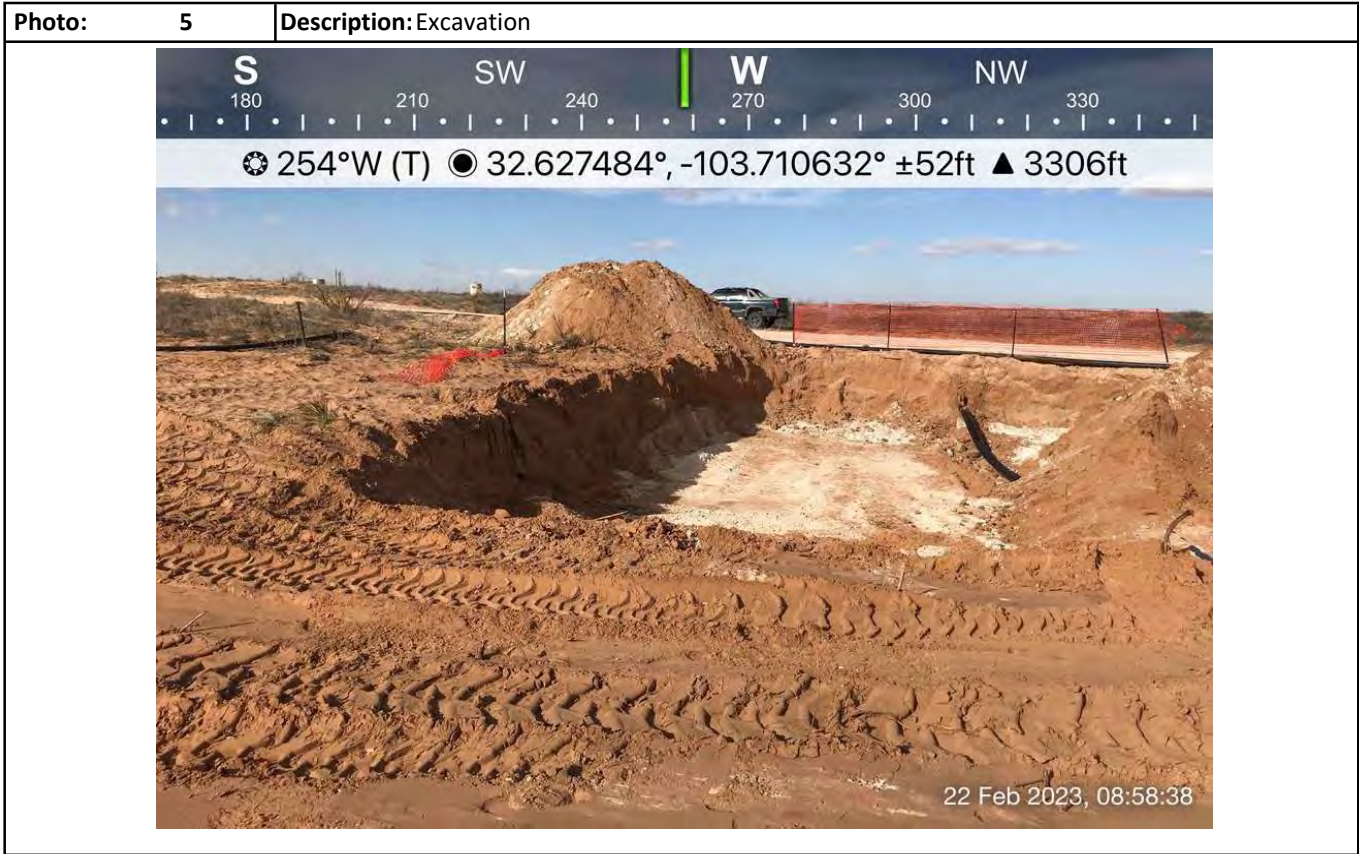 Photo: 5 Description: Excavation
S SW W NW
180 210 240 270 300 330
254°W (T) 32.627484°, -103.710632° ±52ft ▲ 3306ft
22 Feb 2023, 08:58:38